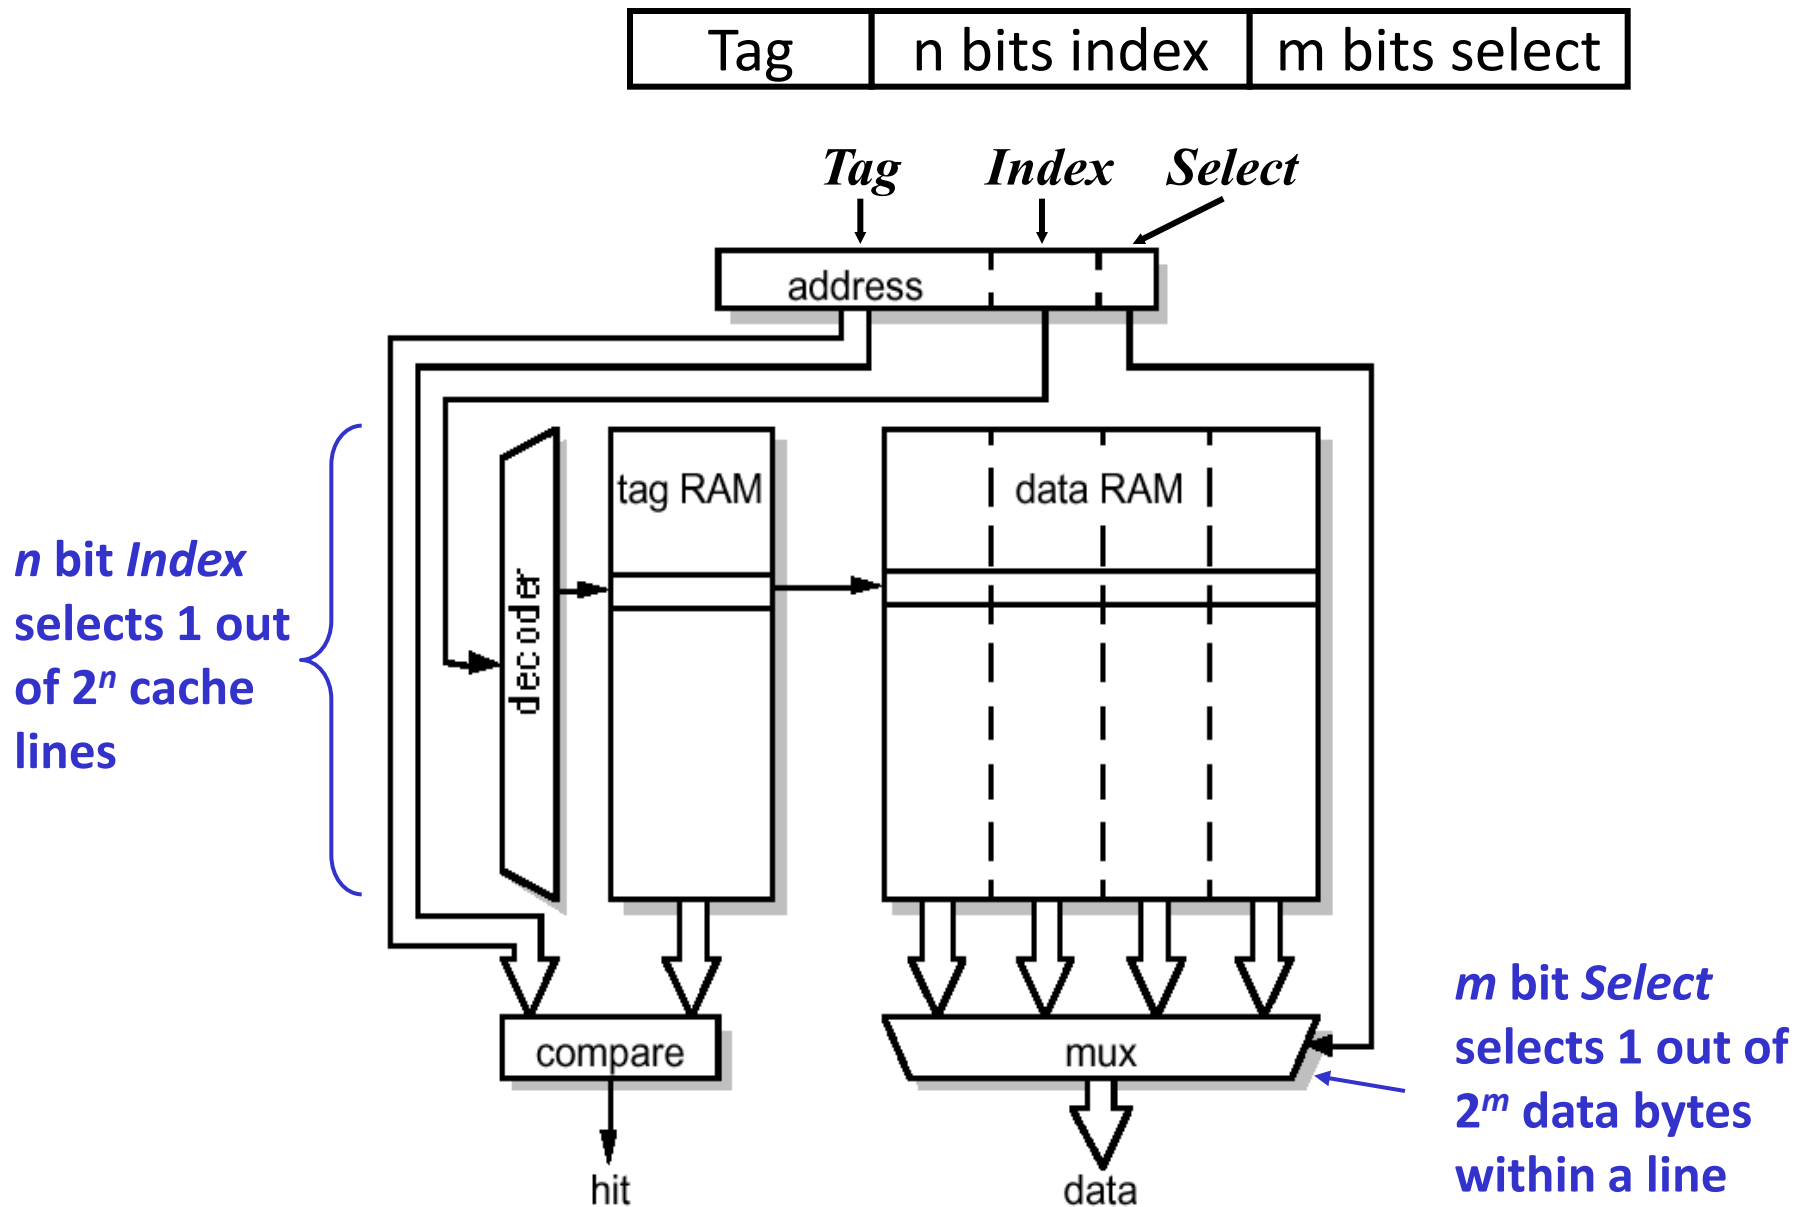 Tag n bits index m bits select
Tag Index Select
address
tag RAM
data RAM
decoder
n bit Index
selects 1 out
of 2ⁿ cache
lines
compare
mux
hit
data
m bit Select
selects 1 out of
2ᵐ data bytes
within a line